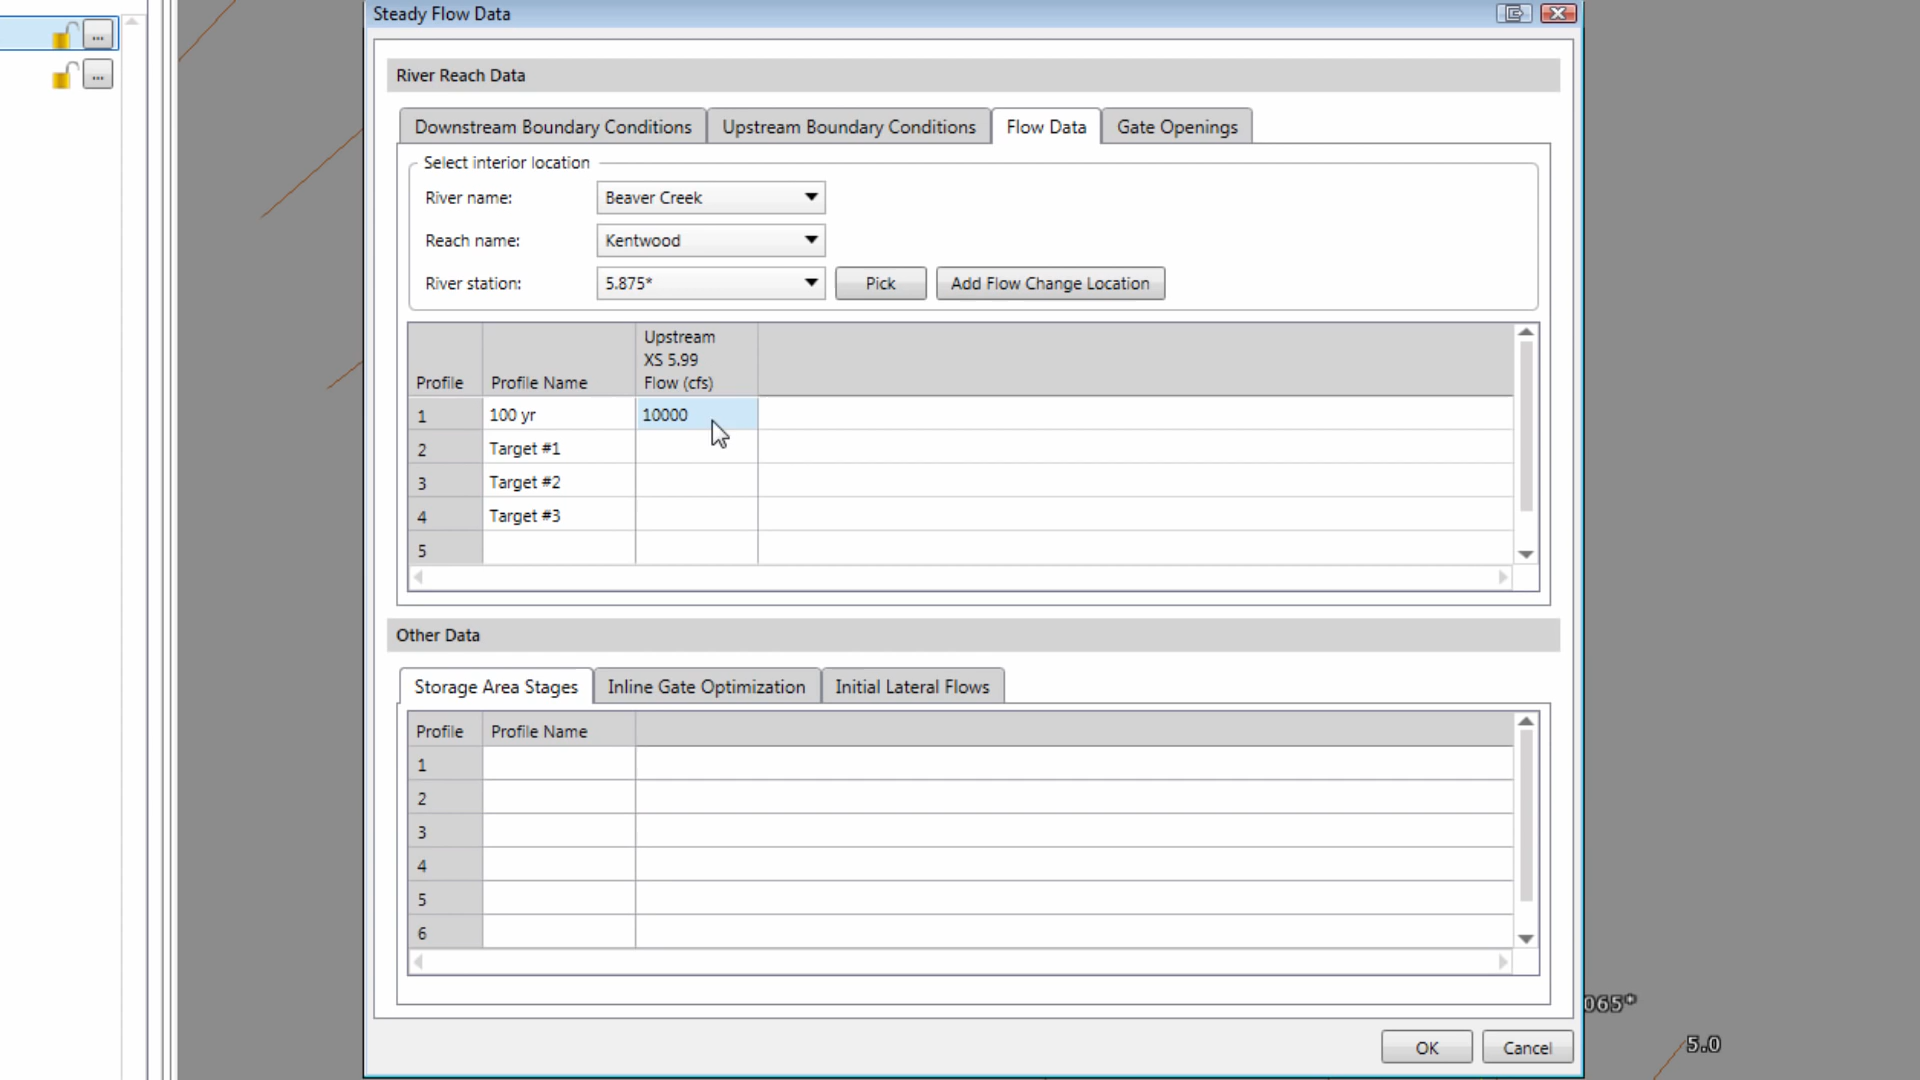 Steady Flow Data
...
...
River Reach Data
Downstream Boundary Conditions Upstream Boundary Conditions Flow Data Gate Openings
Select interior location
River name: Beaver Creek
Reach name: Kentwood
River station: 5.875* Pick Add Flow Change Location
Upstream
XS 5.99
Profile Profile Name Flow (cfs)
1 100 yr 10000
2 Target #1
3 Target #2
4 Target #3
5
Other Data
Storage Area Stages Inline Gate Optimization Initial Lateral Flows
Profile Profile Name
1
2
3
4
5
6
065*
5.0
OK Cancel